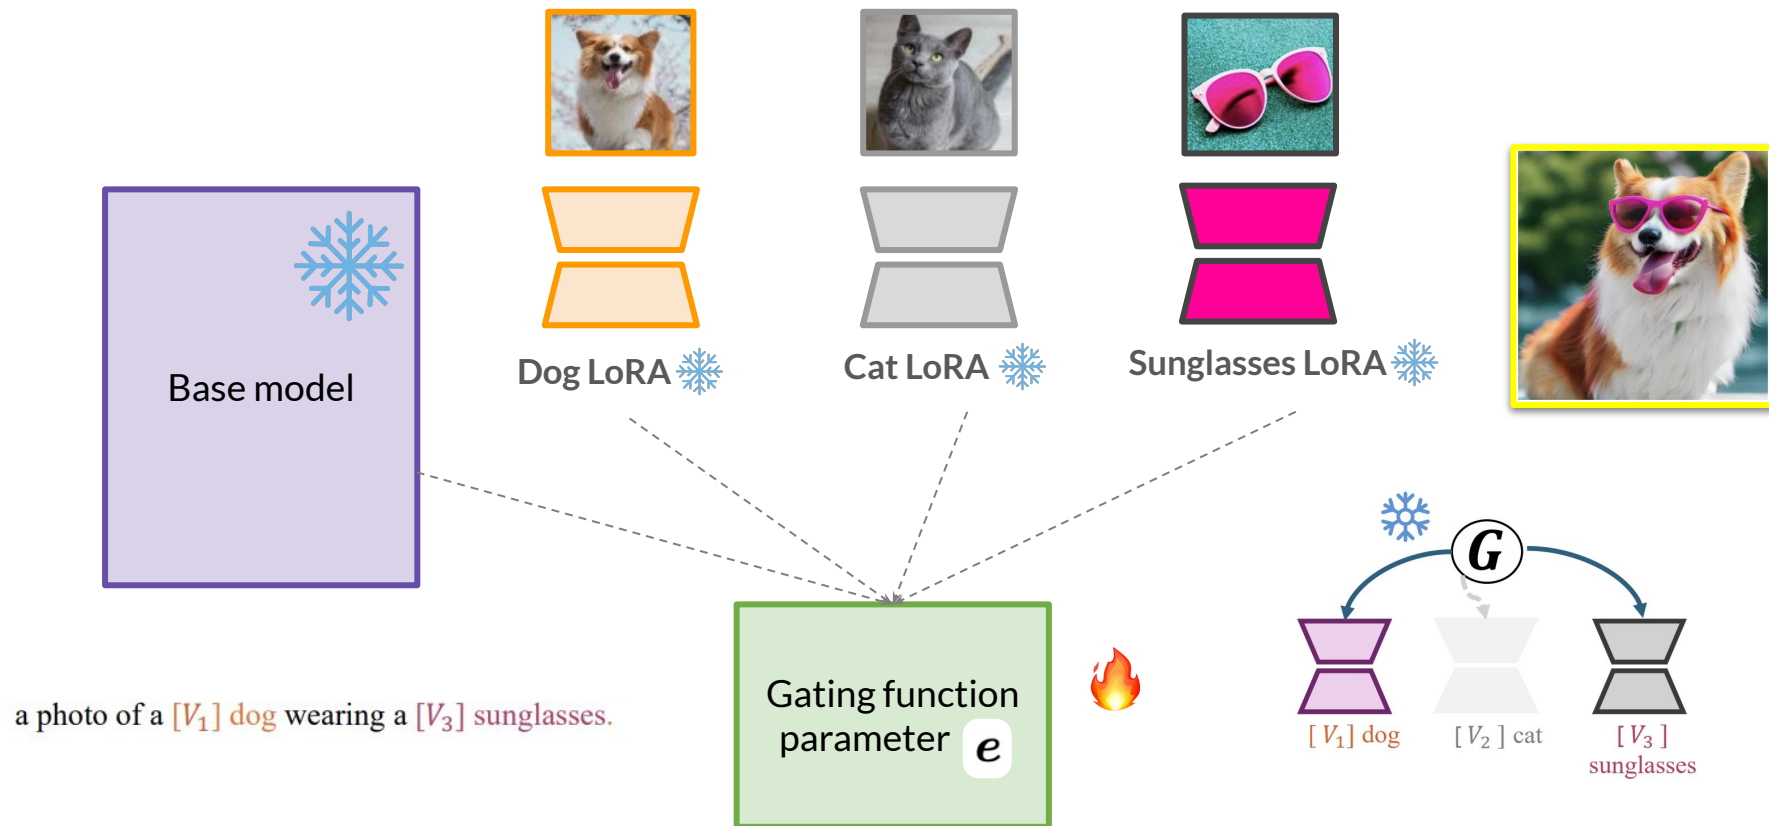 Base model
Dog LoRA
Cat LoRA
Sunglasses LoRA
G
a photo of a [V₁] dog wearing a [V₃] sunglasses.
Gating function
parameter e
[V₁] dog
[V₂] cat
[V₃]
sunglasses